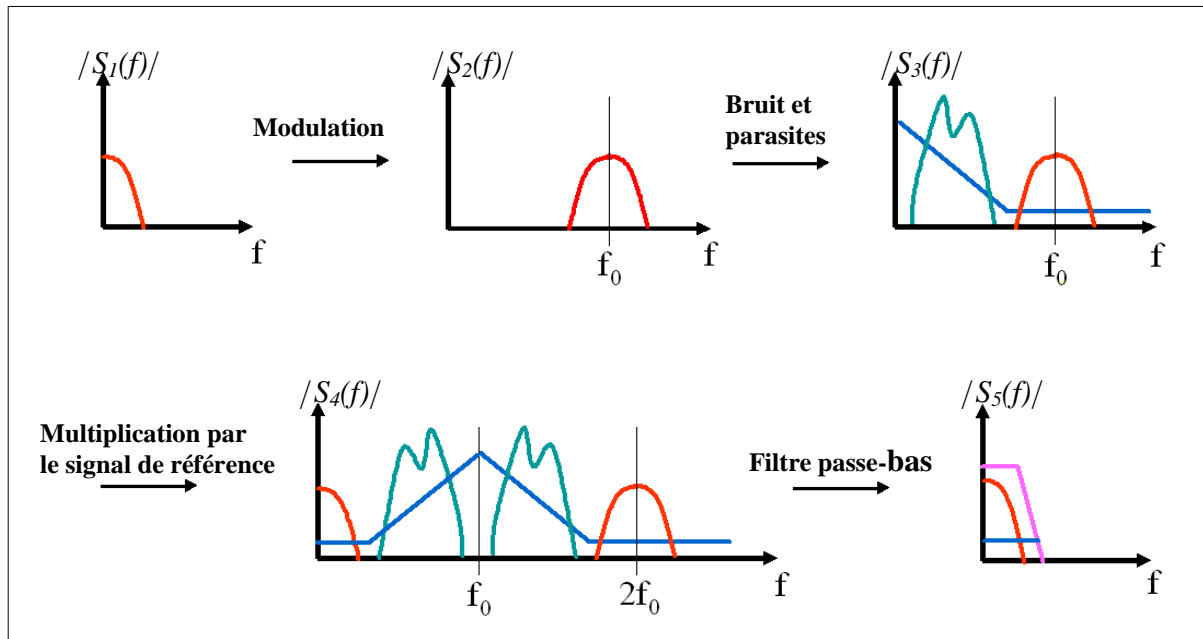 /S1(f)/
Modulation
f
/S2(f)/
f0
f
Bruit et
parasites
/S3(f)/
f0
f
Multiplication par
le signal de référence
/S4(f)/
f0
2f0
f
Filtre passe-bas
/S5(f)/
f